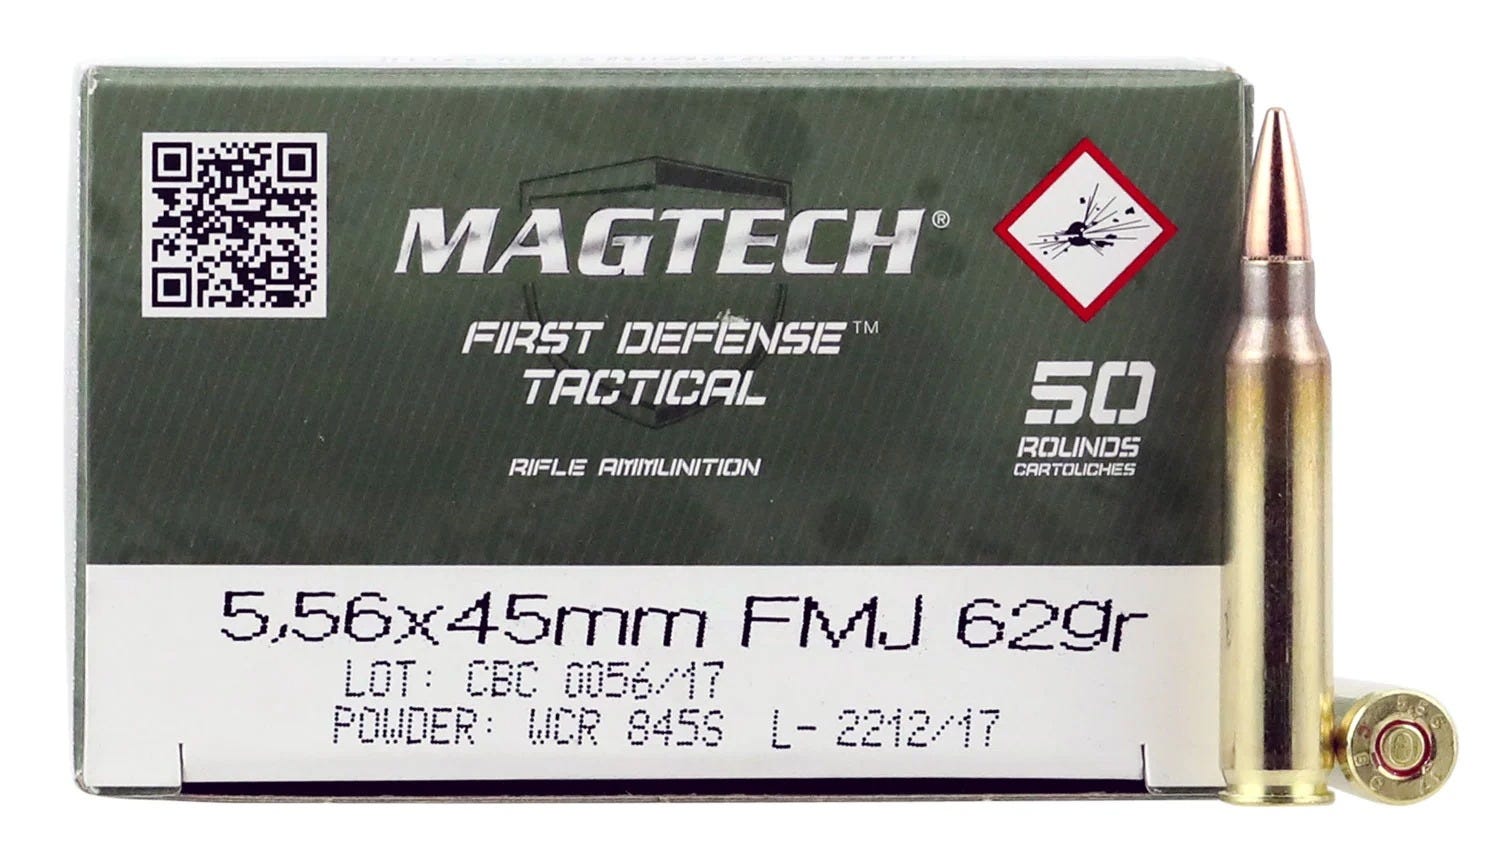 MAGTECH®
FIRST DEFENSE™
TACTICAL
RIFLE AMMUNITION
50
ROUNDS
CARTOUCHES
5,56x45mm FMJ 62gr
LOT: CBC 0056/17
POWDER: WCR 845S L- 2212/17